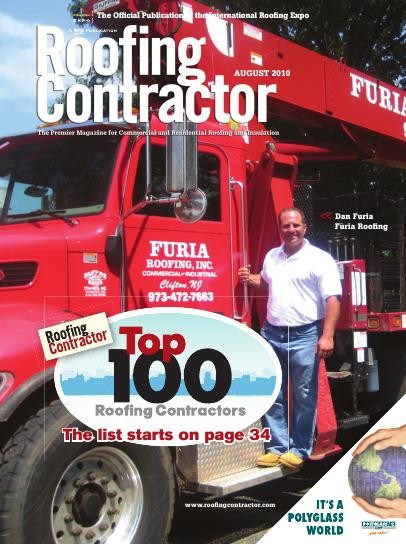 The Official Publication of the International Roofing Expo
EXPO
Roofing
Contractor
AUGUST 2010
The Premier Magazine for Commercial and Residential Roofing and Insulation
FURIA
Dan Furia
Furia Roofing
FURIA
ROOFING, INC.
COMMERCIAL • INDUSTRIAL
Clifton, NJ
973-472-7663
Roofing
Contractor
Top
100
Roofing Contractors
The list starts on page 34
www.roofingcontractor.com
IT'S A
POLYGLASS
WORLD
POLYGLASS